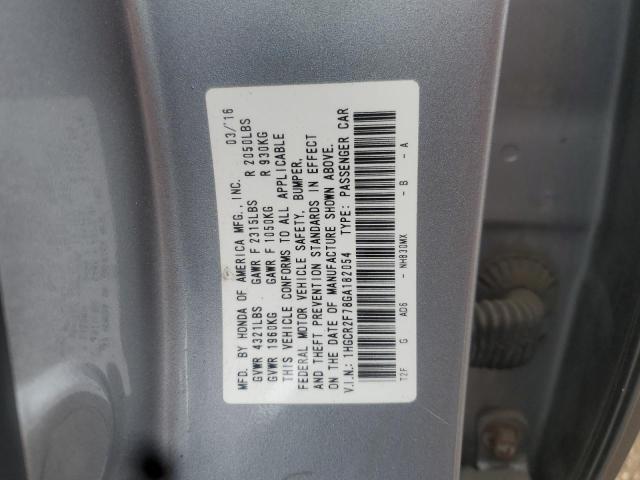 MFD. BY HONDA OF AMERICA MFG., INC. 03/'16
GVWR 4321LBS GAWR F 2315LBS R 2050LBS
GVWR 1960KG GAWR F 1050KG R 930KG
THIS VEHICLE CONFORMS TO ALL APPLICABLE
FEDERAL MOTOR VEHICLE SAFETY, BUMPER,
AND THEFT PREVENTION STANDARDS IN EFFECT
ON THE DATE OF MANUFACTURE SHOWN ABOVE.
V.I.N.: 1HGCR2F78GA182054 TYPE: PASSENGER CAR
T2F G AD6 - NH830MX - B - A